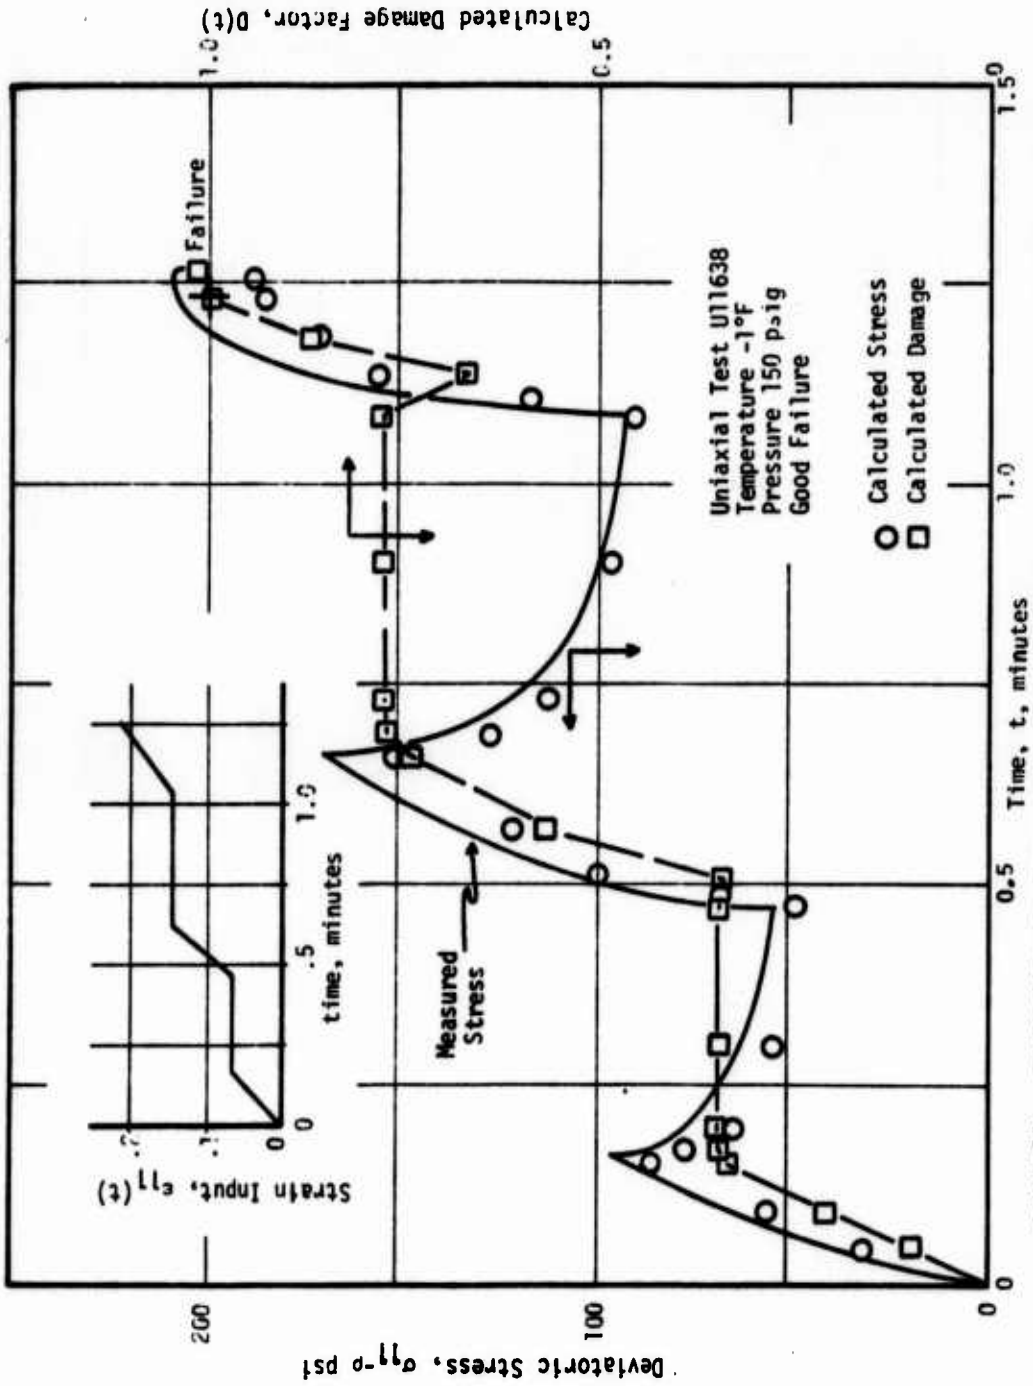 Calculated Damage Factor, D(t)
1.0
0.5
Deviatoric Stress, σ11-p psi
200
100
0
Time, t, minutes
0
0.5
1.0
1.50
Strain Input, ε11(t)
.1
0
time, minutes
0
.5
1.0
Measured
Stress
Failure
Uniaxial Test U11638
Temperature -1°F
Pressure 150 psig
Good Failure
Calculated Stress
Calculated Damage